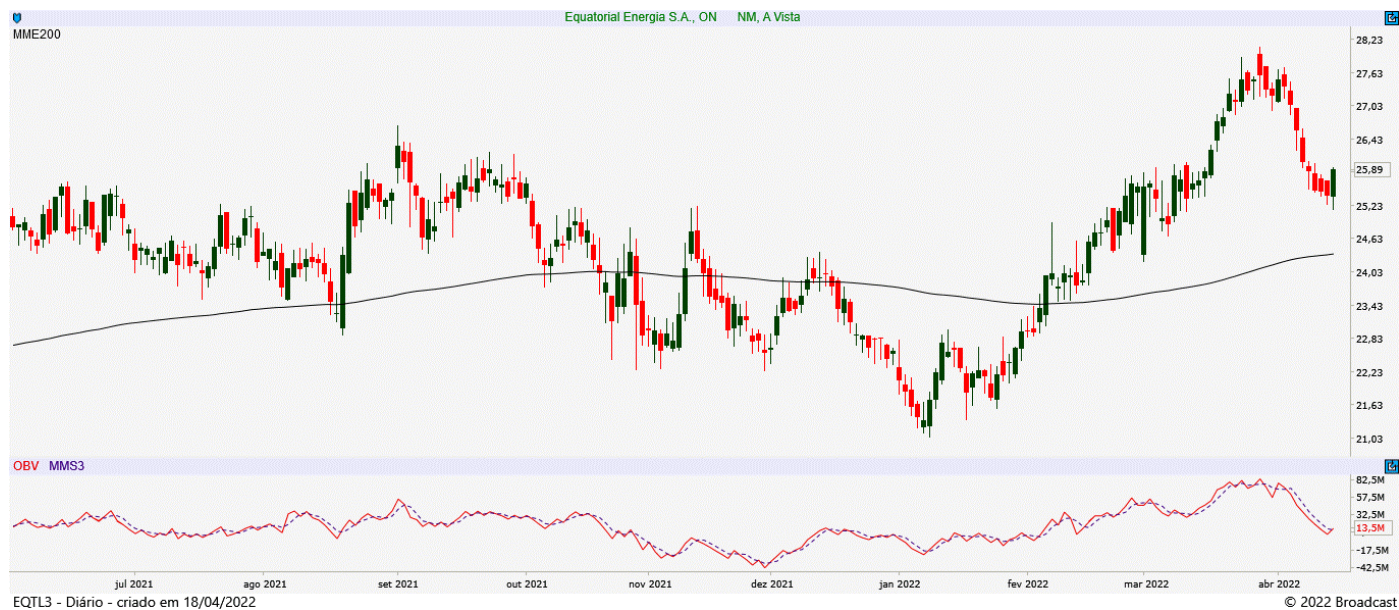 Equatorial Energia S.A., ON NM, A Vista
MME200
28,23
27,63
27,03
26,43
25,89
25,23
24,63
24,03
23,43
22,83
22,23
21,63
21,03
OBV MMS3
82,5M
57,5M
32,5M
13,5M
-17,5M
-42,5M
jul 2021 ago 2021 set 2021 out 2021 nov 2021 dez 2021 jan 2022 fev 2022 mar 2022 abr 2022
EQTL3 - Diário - criado em 18/04/2022 © 2022 Broadcast